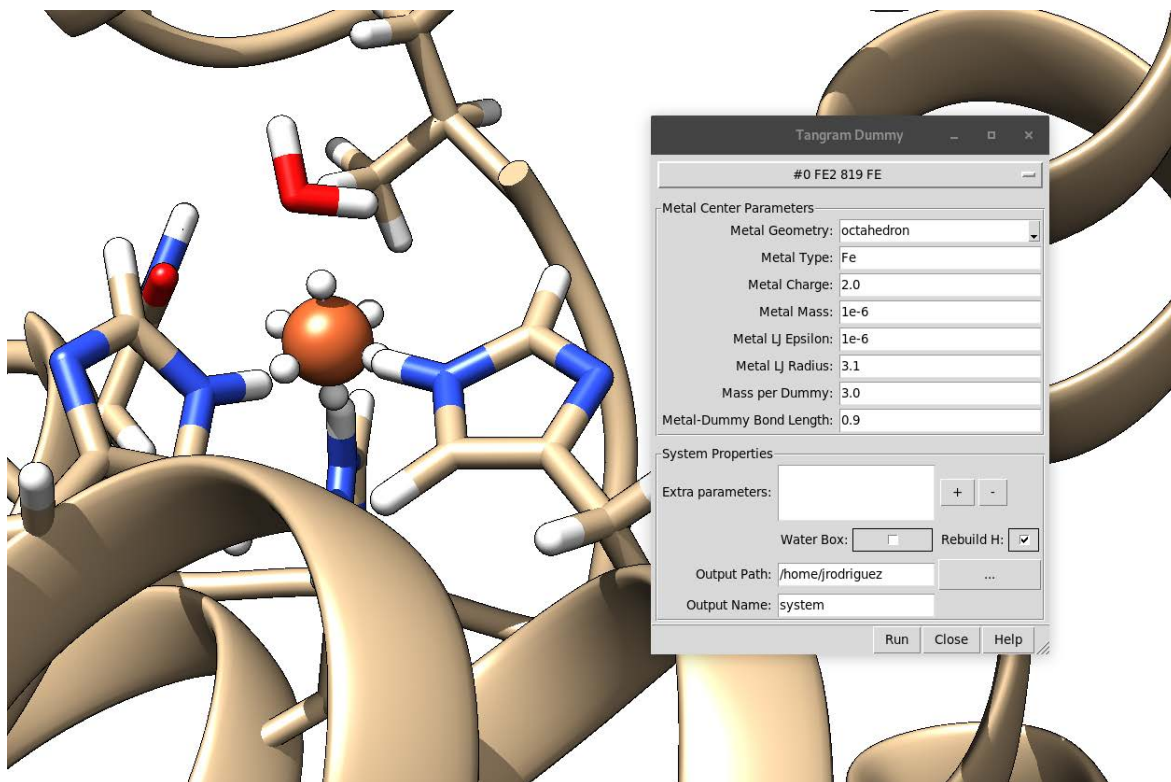 Tangram Dummy
#0 FE2 819 FE
Metal Center Parameters
Metal Geometry: octahedron
Metal Type: Fe
Metal Charge: 2.0
Metal Mass: 1e-6
Metal LJ Epsilon: 1e-6
Metal LJ Radius: 3.1
Mass per Dummy: 3.0
Metal-Dummy Bond Length: 0.9
System Properties
Extra parameters: + -
Water Box: Rebuild H:
Output Path: /home/jrodriguez ...
Output Name: system
Run Close Help